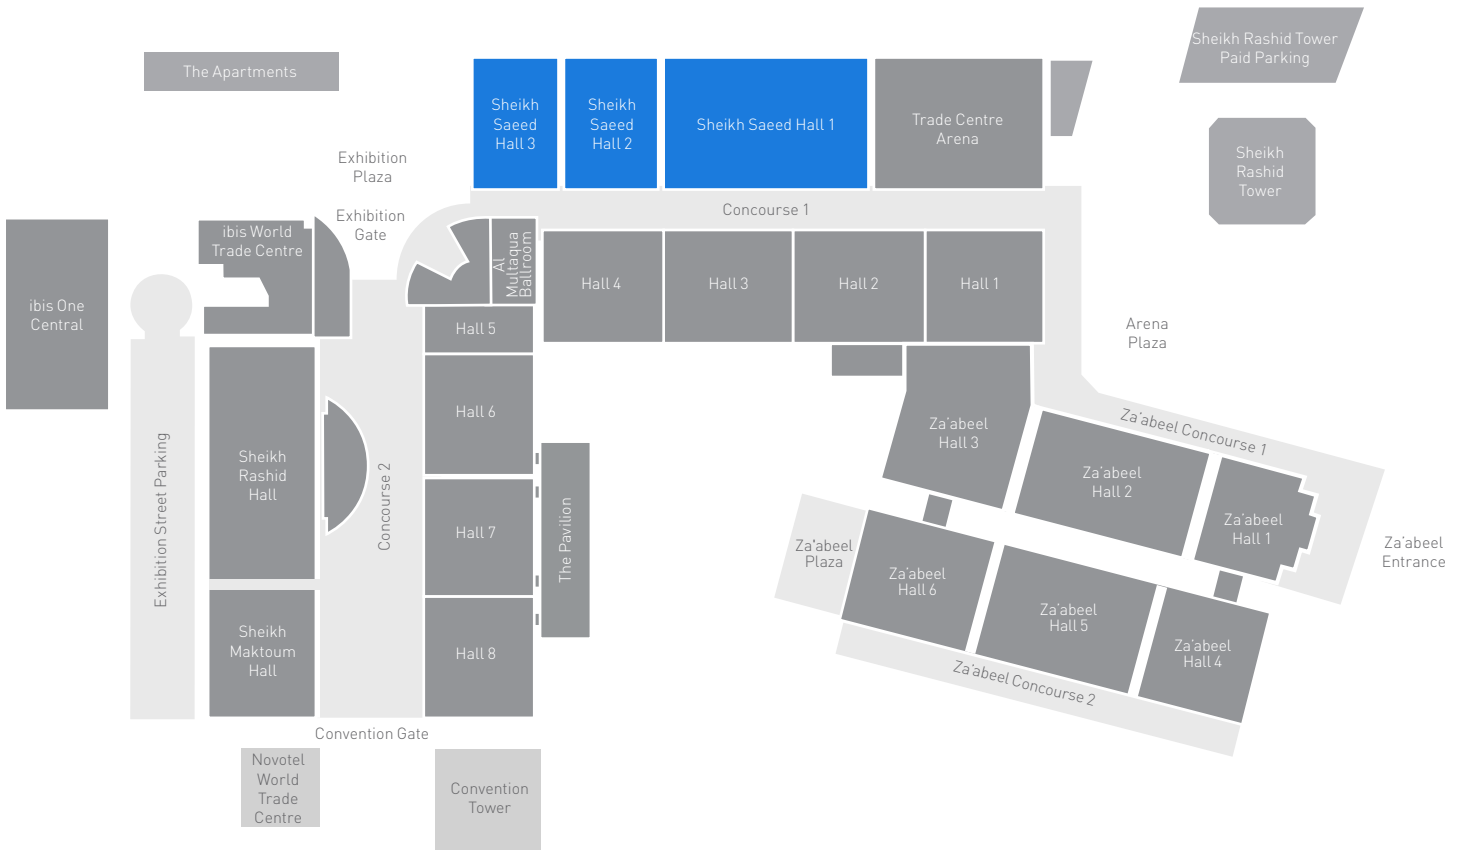 Sheikh Rashid Tower
Paid Parking
The Apartments
Sheikh
Saeed
Hall 3
Sheikh
Saeed
Hall 2
Sheikh Saeed Hall 1
Trade Centre
Arena
Sheikh
Rashid
Tower
Exhibition
Plaza
Exhibition
Gate
Concourse 1
ibis World
Trade Centre
Al
Multaqua
Ballroom
Hall 4
Hall 3
Hall 2
Hall 1
ibis One
Central
Hall 5
Arena
Plaza
Hall 6
Za'abeel
Hall 3
Za'abeel Concourse 1
Sheikh
Rashid
Hall
Za'abeel
Hall 2
Exhibition Street Parking
Concourse 2
Hall 7
The Pavilion
Za'abeel
Plaza
Za'abeel
Hall 1
Za'abeel
Entrance
Za'abeel
Hall 6
Za'abeel
Hall 5
Za'abeel
Hall 4
Sheikh
Maktoum
Hall
Hall 8
Za'abeel Concourse 2
Convention Gate
Novotel
World
Trade
Centre
Convention
Tower